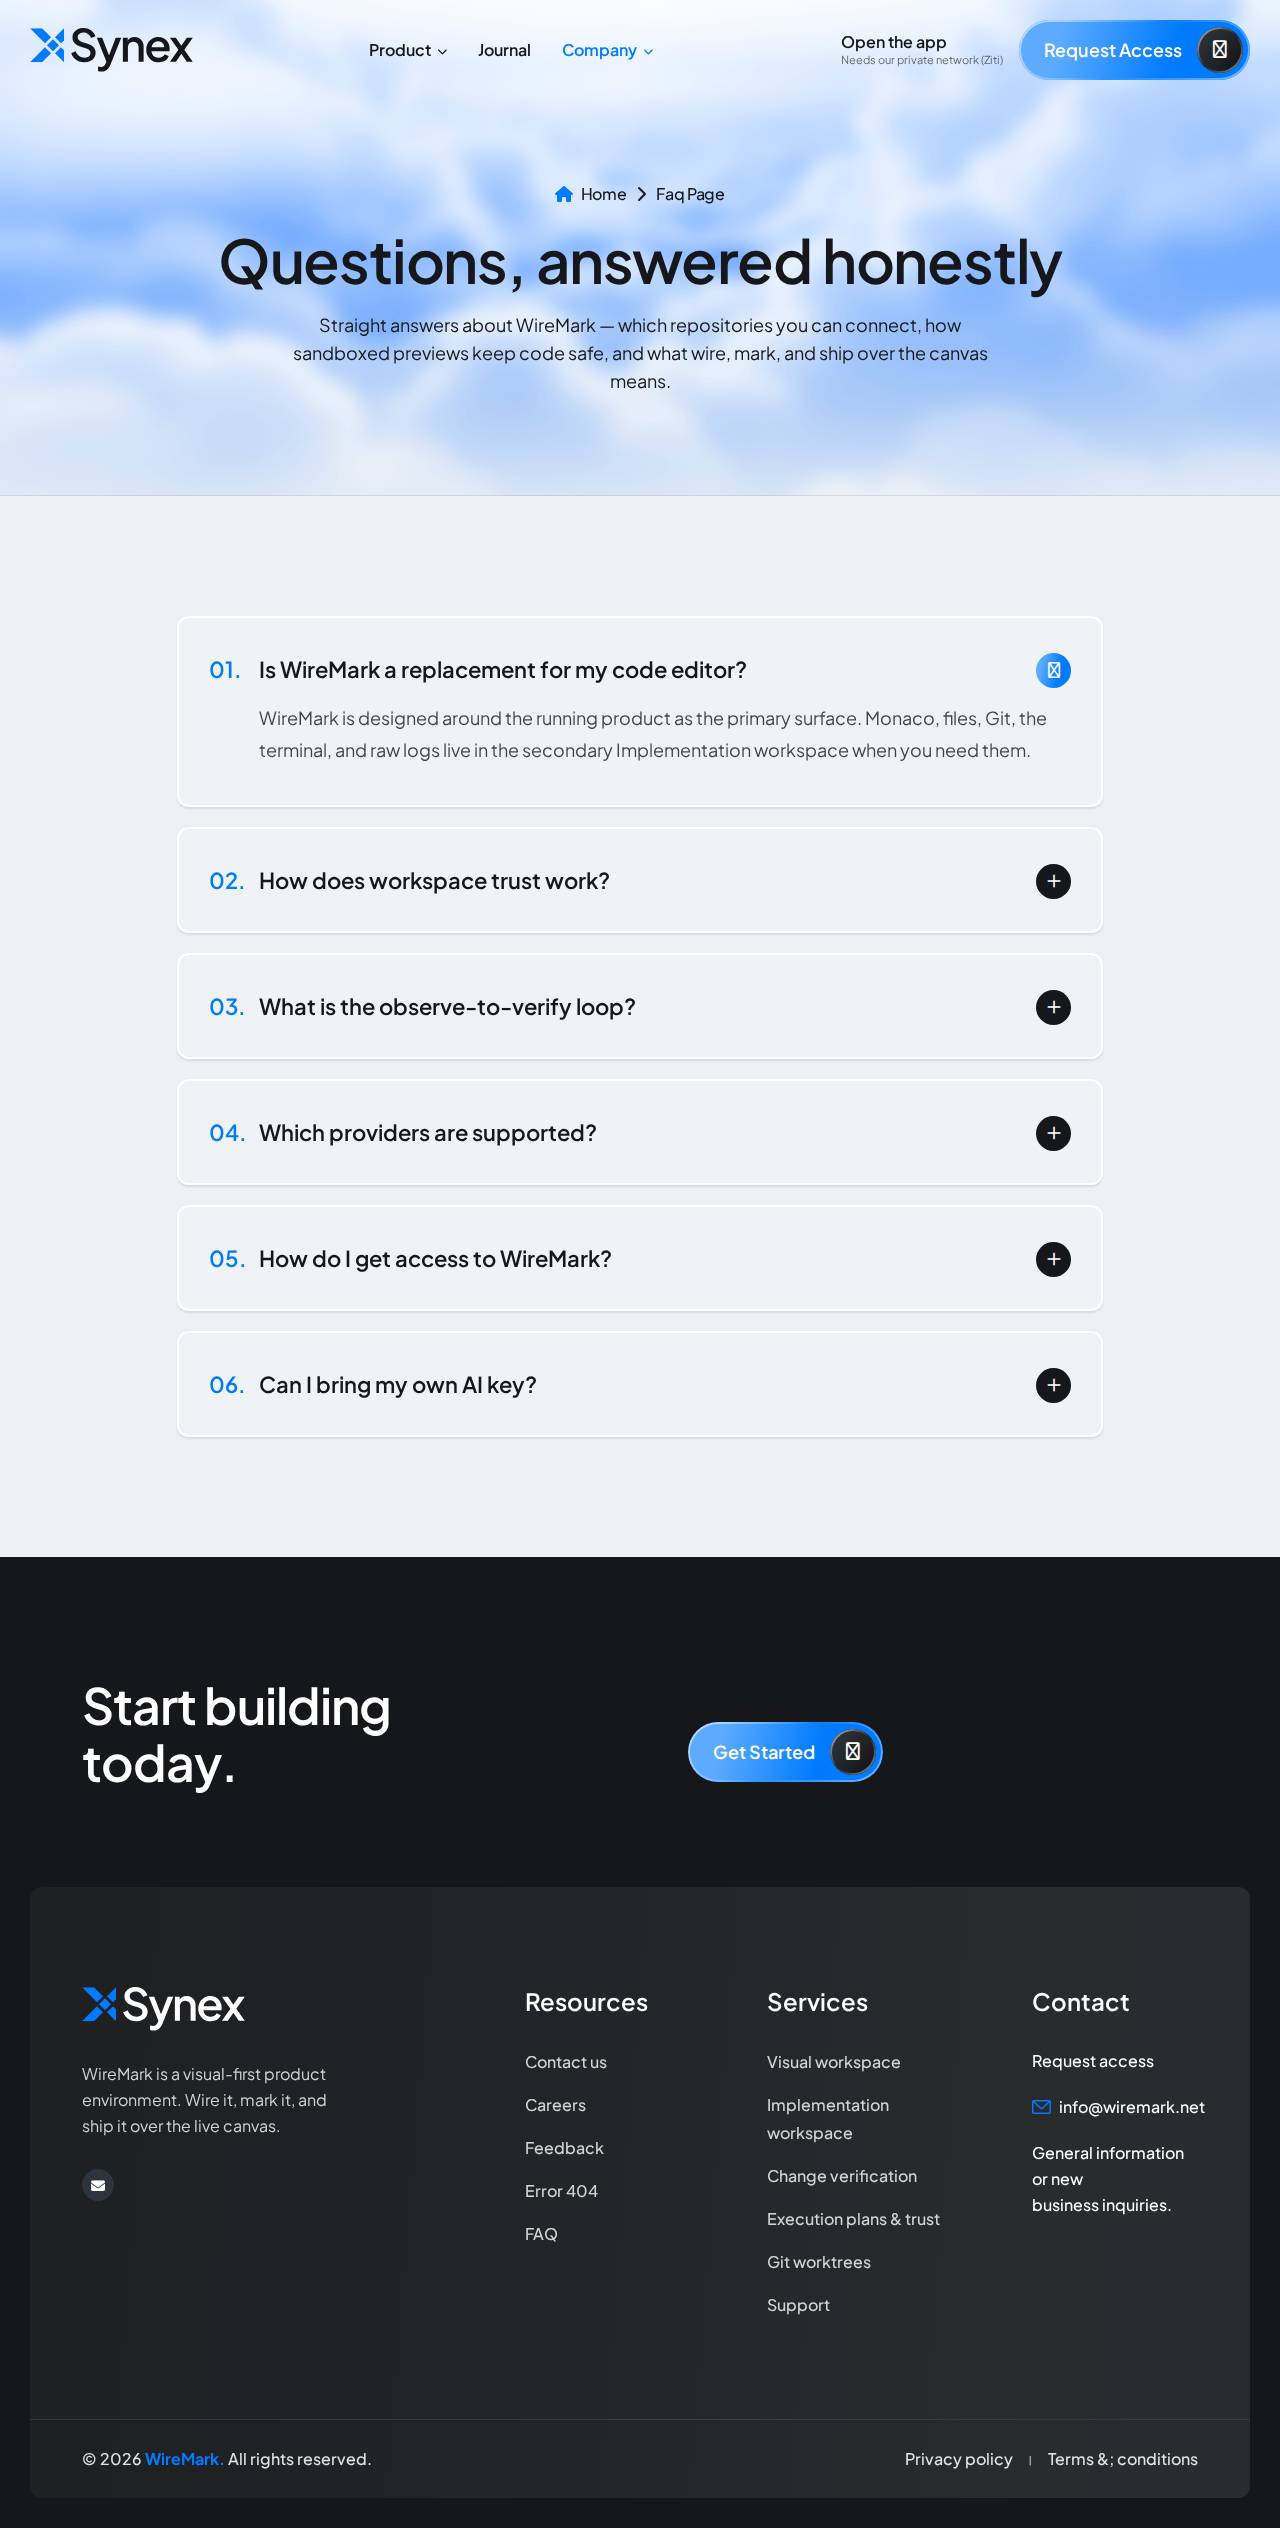 Synex
Product
Journal
Company
Open the app
Needs our private network (Ziti)
Request Access
Home
Faq Page
Questions, answered honestly
Straight answers about WireMark — which repositories you can connect, how
sandboxed previews keep code safe, and what wire, mark, and ship over the canvas
means.
01. Is WireMark a replacement for my code editor?
WireMark is designed around the running product as the primary surface. Monaco, files, Git, the
terminal, and raw logs live in the secondary Implementation workspace when you need them.
02. How does workspace trust work?
03. What is the observe-to-verify loop?
04. Which providers are supported?
05. How do I get access to WireMark?
06. Can I bring my own AI key?
Start building
today.
Get Started
Synex
WireMark is a visual-first product
environment. Wire it, mark it, and
ship it over the live canvas.
Resources
Contact us
Careers
Feedback
Error 404
FAQ
Services
Visual workspace
Implementation
workspace
Change verification
Execution plans & trust
Git worktrees
Support
Contact
Request access
info@wiremark.net
General information
or new
business inquiries.
© 2026 WireMark. All rights reserved.
Privacy policy
Terms &; conditions